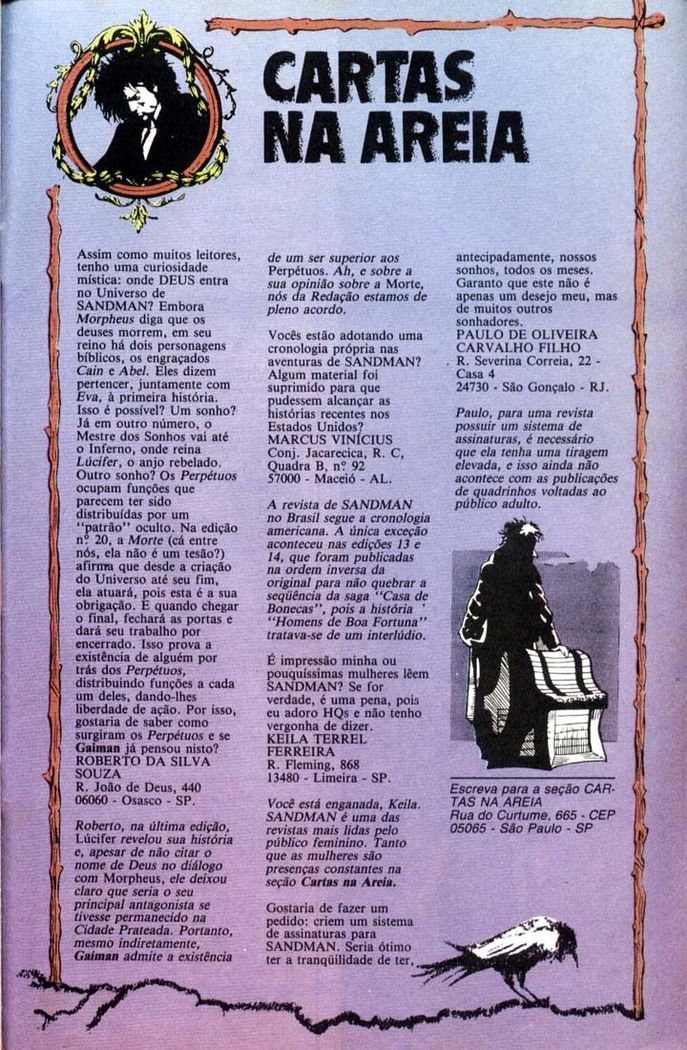 CARTAS
NA AREIA
Assim como muitos leitores,
tenho uma curiosidade
mística: onde DEUS entra
no Universo de
SANDMAN? Embora
Morpheus diga que os
deuses morrem, em seu
reino há dois personagens
bíblicos, os engraçados
Cain e Abel. Eles dizem
pertencer, juntamente com
Eva, à primeira história.
Isso é possível? Um sonho?
Já em outro número, o
Mestre dos Sonhos vai até
o Inferno, onde reina
Lúcifer, o anjo rebelado.
Outro sonho? Os Perpétuos
ocupam funções que
parecem ter sido
distribuídas por um
"patrão" oculto. Na edição
nº 20, a Morte (cá entre
nós, ela não é um tesão?)
afirma que desde a criação
do Universo até seu fim,
ela atuará, pois esta é a sua
obrigação. E quando chegar
o final, fechará as portas e
dará seu trabalho por
encerrado. Isso prova a
existência de alguém por
trás dos Perpétuos,
distribuindo funções a cada
um deles, dando-lhes
liberdade de ação. Por isso,
gostaria de saber como
surgiram os Perpétuos e se
Gaiman já pensou nisto?
ROBERTO DA SILVA
SOUZA
R. João de Deus, 440
06060 - Osasco - SP.
Roberto, na última edição,
Lúcifer revelou sua história
e, apesar de não citar o
nome de Deus no diálogo
com Morpheus, ele deixou
claro que seria o seu
principal antagonista se
tivesse permanecido na
Cidade Prateada. Portanto,
mesmo indiretamente,
Gaiman admite a existência
de um ser superior aos
Perpétuos. Ah, e sobre a
sua opinião sobre a Morte,
nós da Redação estamos de
pleno acordo.
Vocês estão adotando uma
cronologia própria nas
aventuras de SANDMAN?
Algum material foi
suprimido para que
pudessem alcançar as
histórias recentes nos
Estados Unidos?
MARCUS VINÍCIUS
Conj. Jacarecica, R. C,
Quadra B, nº 92
57000 - Maceió - AL.
A revista de SANDMAN
no Brasil segue a cronologia
americana. A única exceção
aconteceu nas edições 13 e
14, que foram publicadas
na ordem inversa da
original para não quebrar a
seqüência da saga "Casa de
Bonecas", pois a história
"Homens de Boa Fortuna"
tratava-se de um interlúdio.
É impressão minha ou
pouquíssimas mulheres lêem
SANDMAN? Se for
verdade, é uma pena, pois
eu adoro HQs e não tenho
vergonha de dizer.
KEILA TERREL
FERREIRA
R. Fleming, 868
13480 - Limeira - SP.
Você está enganada, Keila.
SANDMAN é uma das
revistas mais lidas pelo
público feminino. Tanto
que as mulheres são
presenças constantes na
seção Cartas na Areia.
Gostaria de fazer um
pedido: criem um sistema
de assinaturas para
SANDMAN. Seria ótimo
ter a tranqüilidade de ter,
antecipadamente, nossos
sonhos, todos os meses.
Garanto que este não é
apenas um desejo meu, mas
de muitos outros
sonhadores.
PAULO DE OLIVEIRA
CARVALHO FILHO
R. Severina Correia, 22 -
Casa 4
24730 - São Gonçalo - RJ.
Paulo, para uma revista
possuir um sistema de
assinaturas, é necessário
que ela tenha uma tiragem
elevada, e isso ainda não
acontece com as publicações
de quadrinhos voltadas ao
público adulto.
Escreva para a seção CAR-
TAS NA AREIA
Rua do Curtume, 665 - CEP
05065 - São Paulo - SP